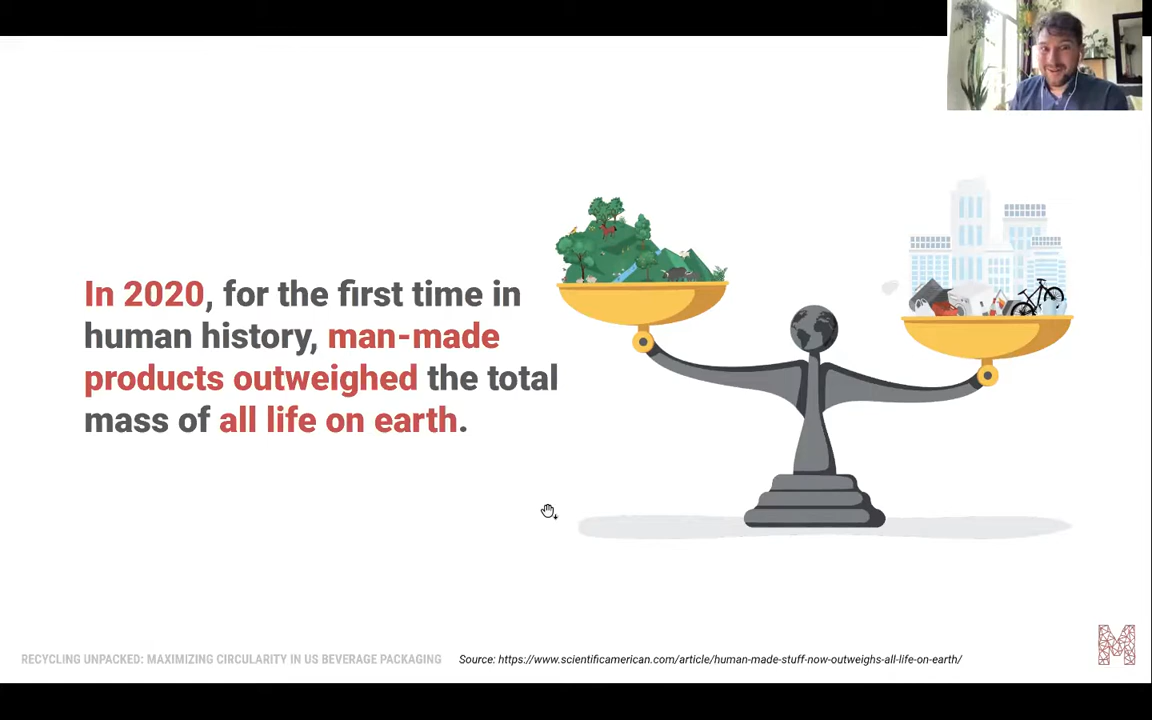 In 2020, for the first time in
human history, man-made
products outweighed the total
mass of all life on earth.
RECYCLING UNPACKED: MAXIMIZING CIRCULARITY IN US BEVERAGE PACKAGING
Source: https://www.scientificamerican.com/article/human-made-stuff-now-outweighs-all-life-on-earth/
M